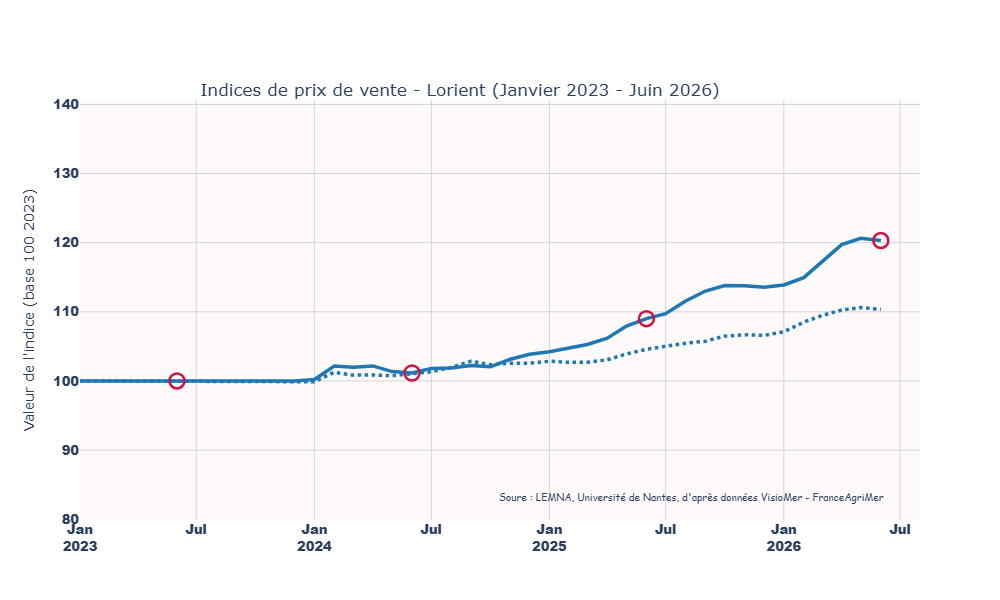 Indices de prix de vente - Lorient (Janvier 2023 - Juin 2026)
Valeur de l'indice (base 100 2023)
140
130
120
110
100
90
80
Soure : LEMNA, Université de Nantes, d'après données VisioMer - FranceAgriMer
Jan
2023
Jul
Jan
2024
Jul
Jan
2025
Jul
Jan
2026
Jul